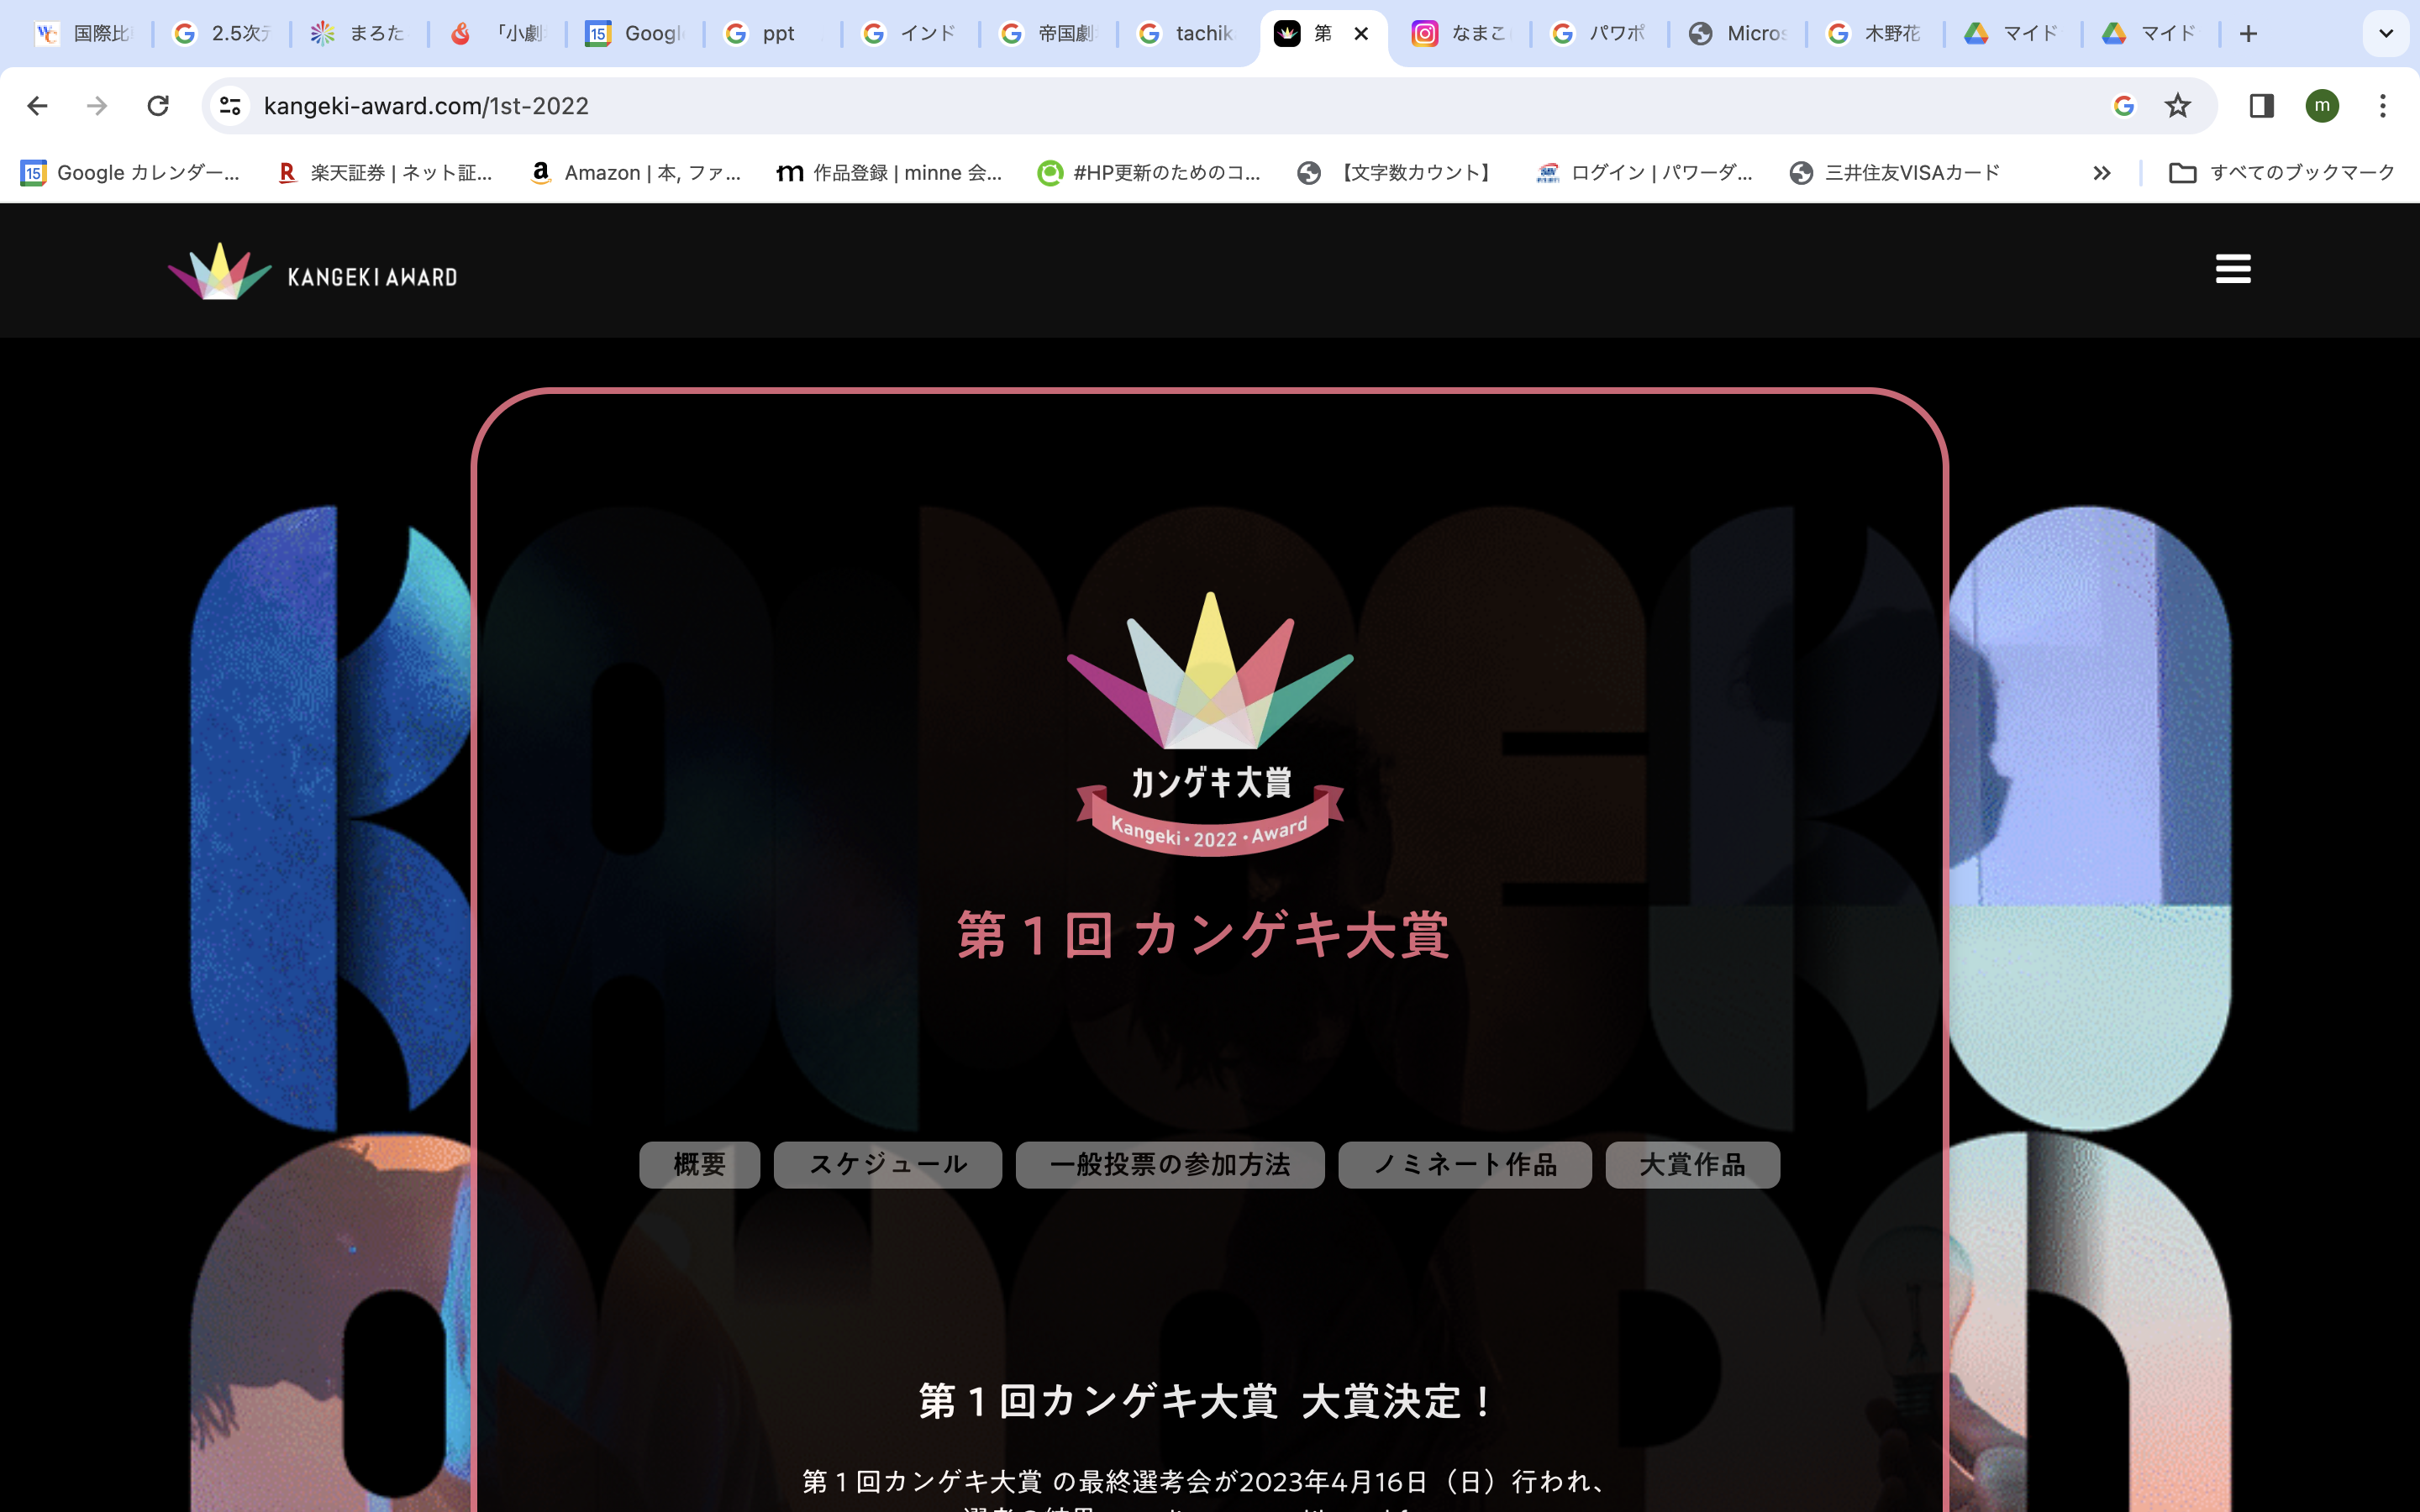 国際比
2.5次元
まろた
「小劇
Googl
ppt
インド
帝国劇
tachik
第
なまこ
パワポ
Micros
木野花
マイド
マイド
kangeki-award.com/1st-2022
m
15 Google カレンダー...
楽天証券 | ネット証...
Amazon | 本, ファ...
作品登録 | minne 会...
#HP更新のためのコ...
【文字数カウント】
ログイン | パワーダ...
三井住友VISAカード
すべてのブックマーク
KANGEKI AWARD
カンゲキ大賞
Kangeki・2022・Award
第1回 カンゲキ大賞
概要
スケジュール
一般投票の参加方法
ノミネート作品
大賞作品
第1回カンゲキ大賞 大賞決定！
第1回カンゲキ大賞 の最終選考会が2023年4月16日（日）行われ、